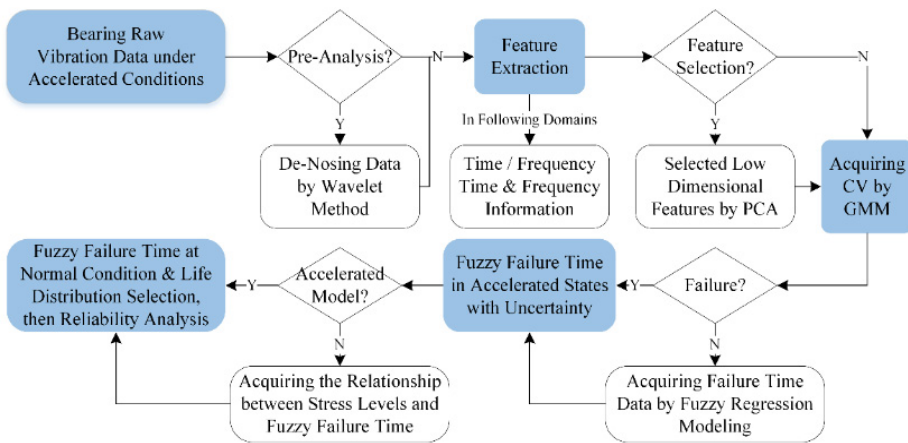 Bearing Raw
Vibration Data under
Accelerated Conditions
Pre-Analysis?
N
Y
De-Nosing Data
by Wavelet
Method
Feature
Extraction
In Following Domains
Time / Frequency
Time & Frequency
Information
Feature
Selection?
N
Y
Selected Low
Dimensional
Features by PCA
Acquiring
CV by
GMM
Failure?
Y
N
Acquiring Failure Time
Data by Fuzzy Regression
Modeling
Fuzzy Failure Time
in Accelerated States
with Uncertainty
Accelerated
Model?
Y
N
Acquiring the Relationship
between Stress Levels and
Fuzzy Failure Time
Fuzzy Failure Time at
Normal Condition & Life
Distribution Selection,
then Reliability Analysis